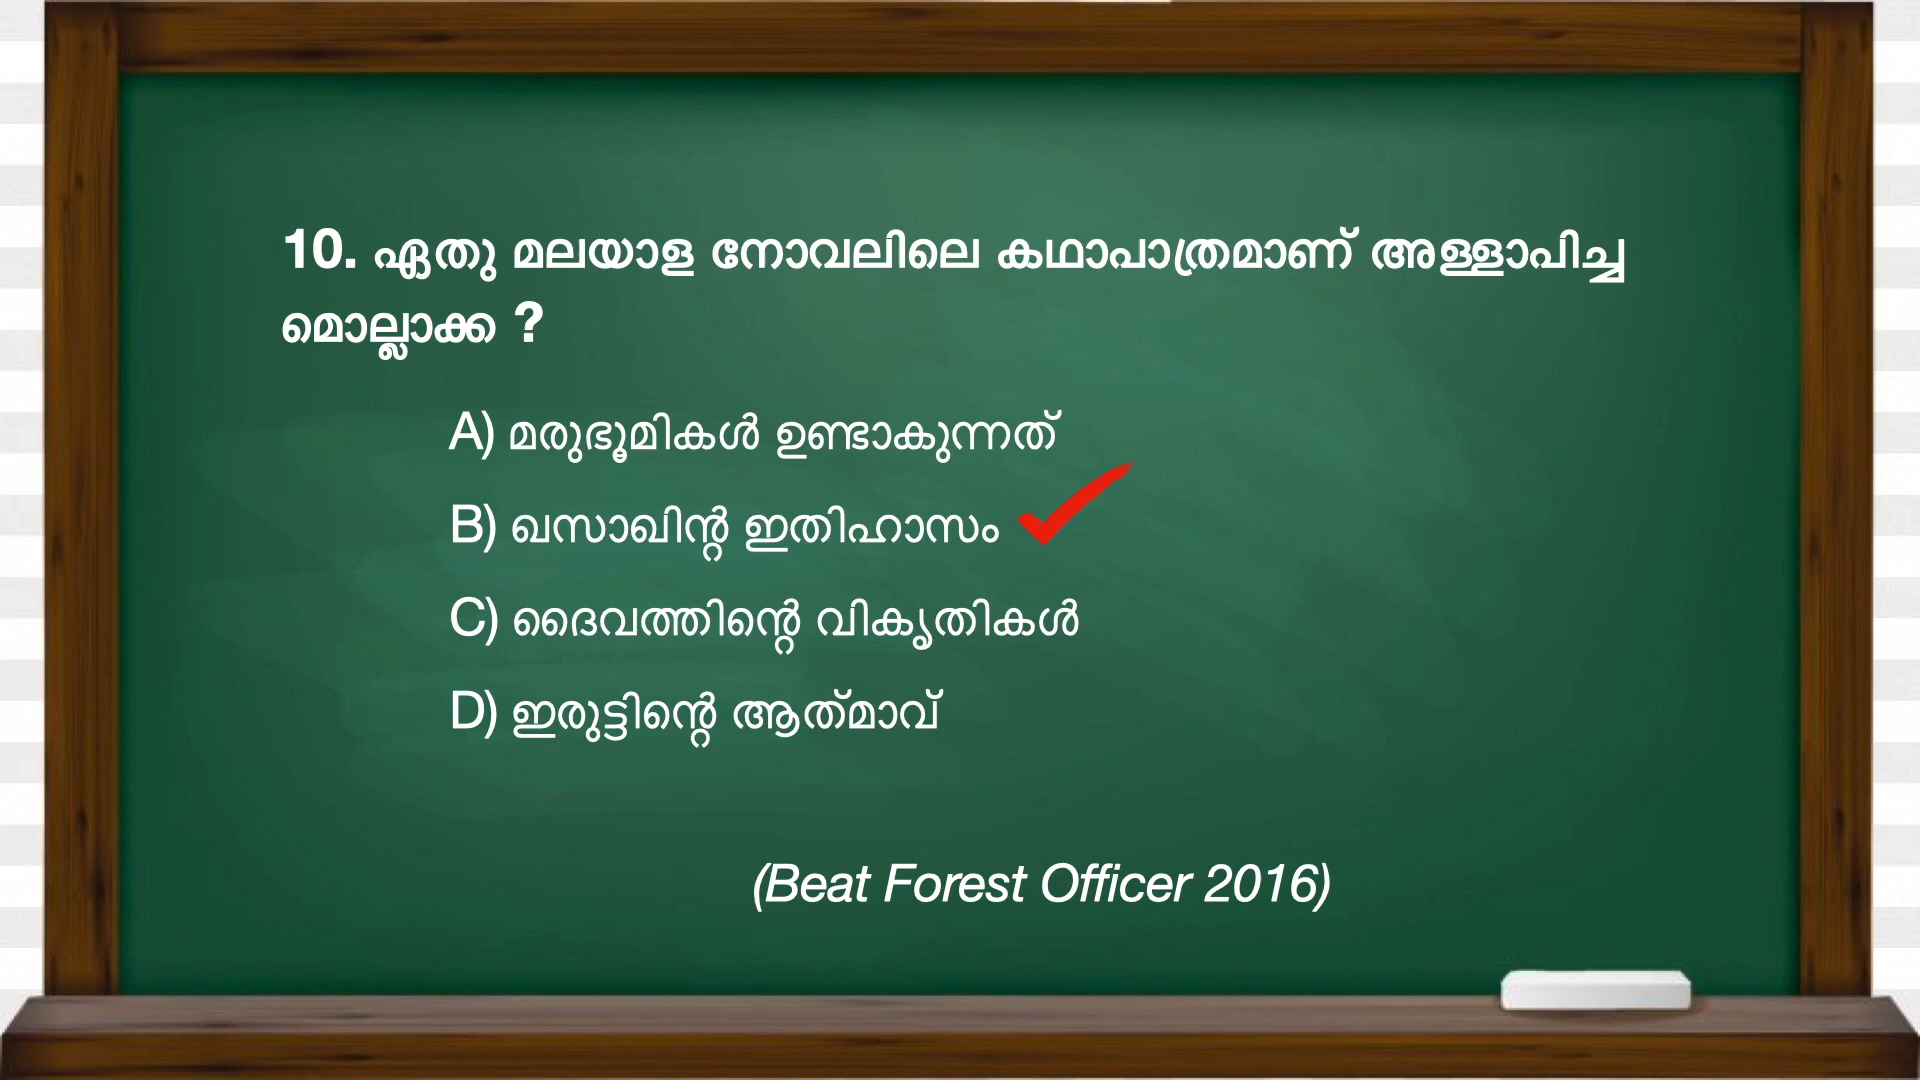 10. ഏതു മലയാള നോവലിലെ കഥാപാത്രമാണ് അള്ളാപിച്ച
മൊല്ലാക്ക ?
A) മരുഭൂമികൾ ഉണ്ടാകുന്നത്
B) ഖസാഖിന്റ ഇതിഹാസം
C) ദൈവത്തിന്റെ വികൃതികൾ
D) ഇരുട്ടിന്റെ ആത്മാവ്
(Beat Forest Officer 2016)